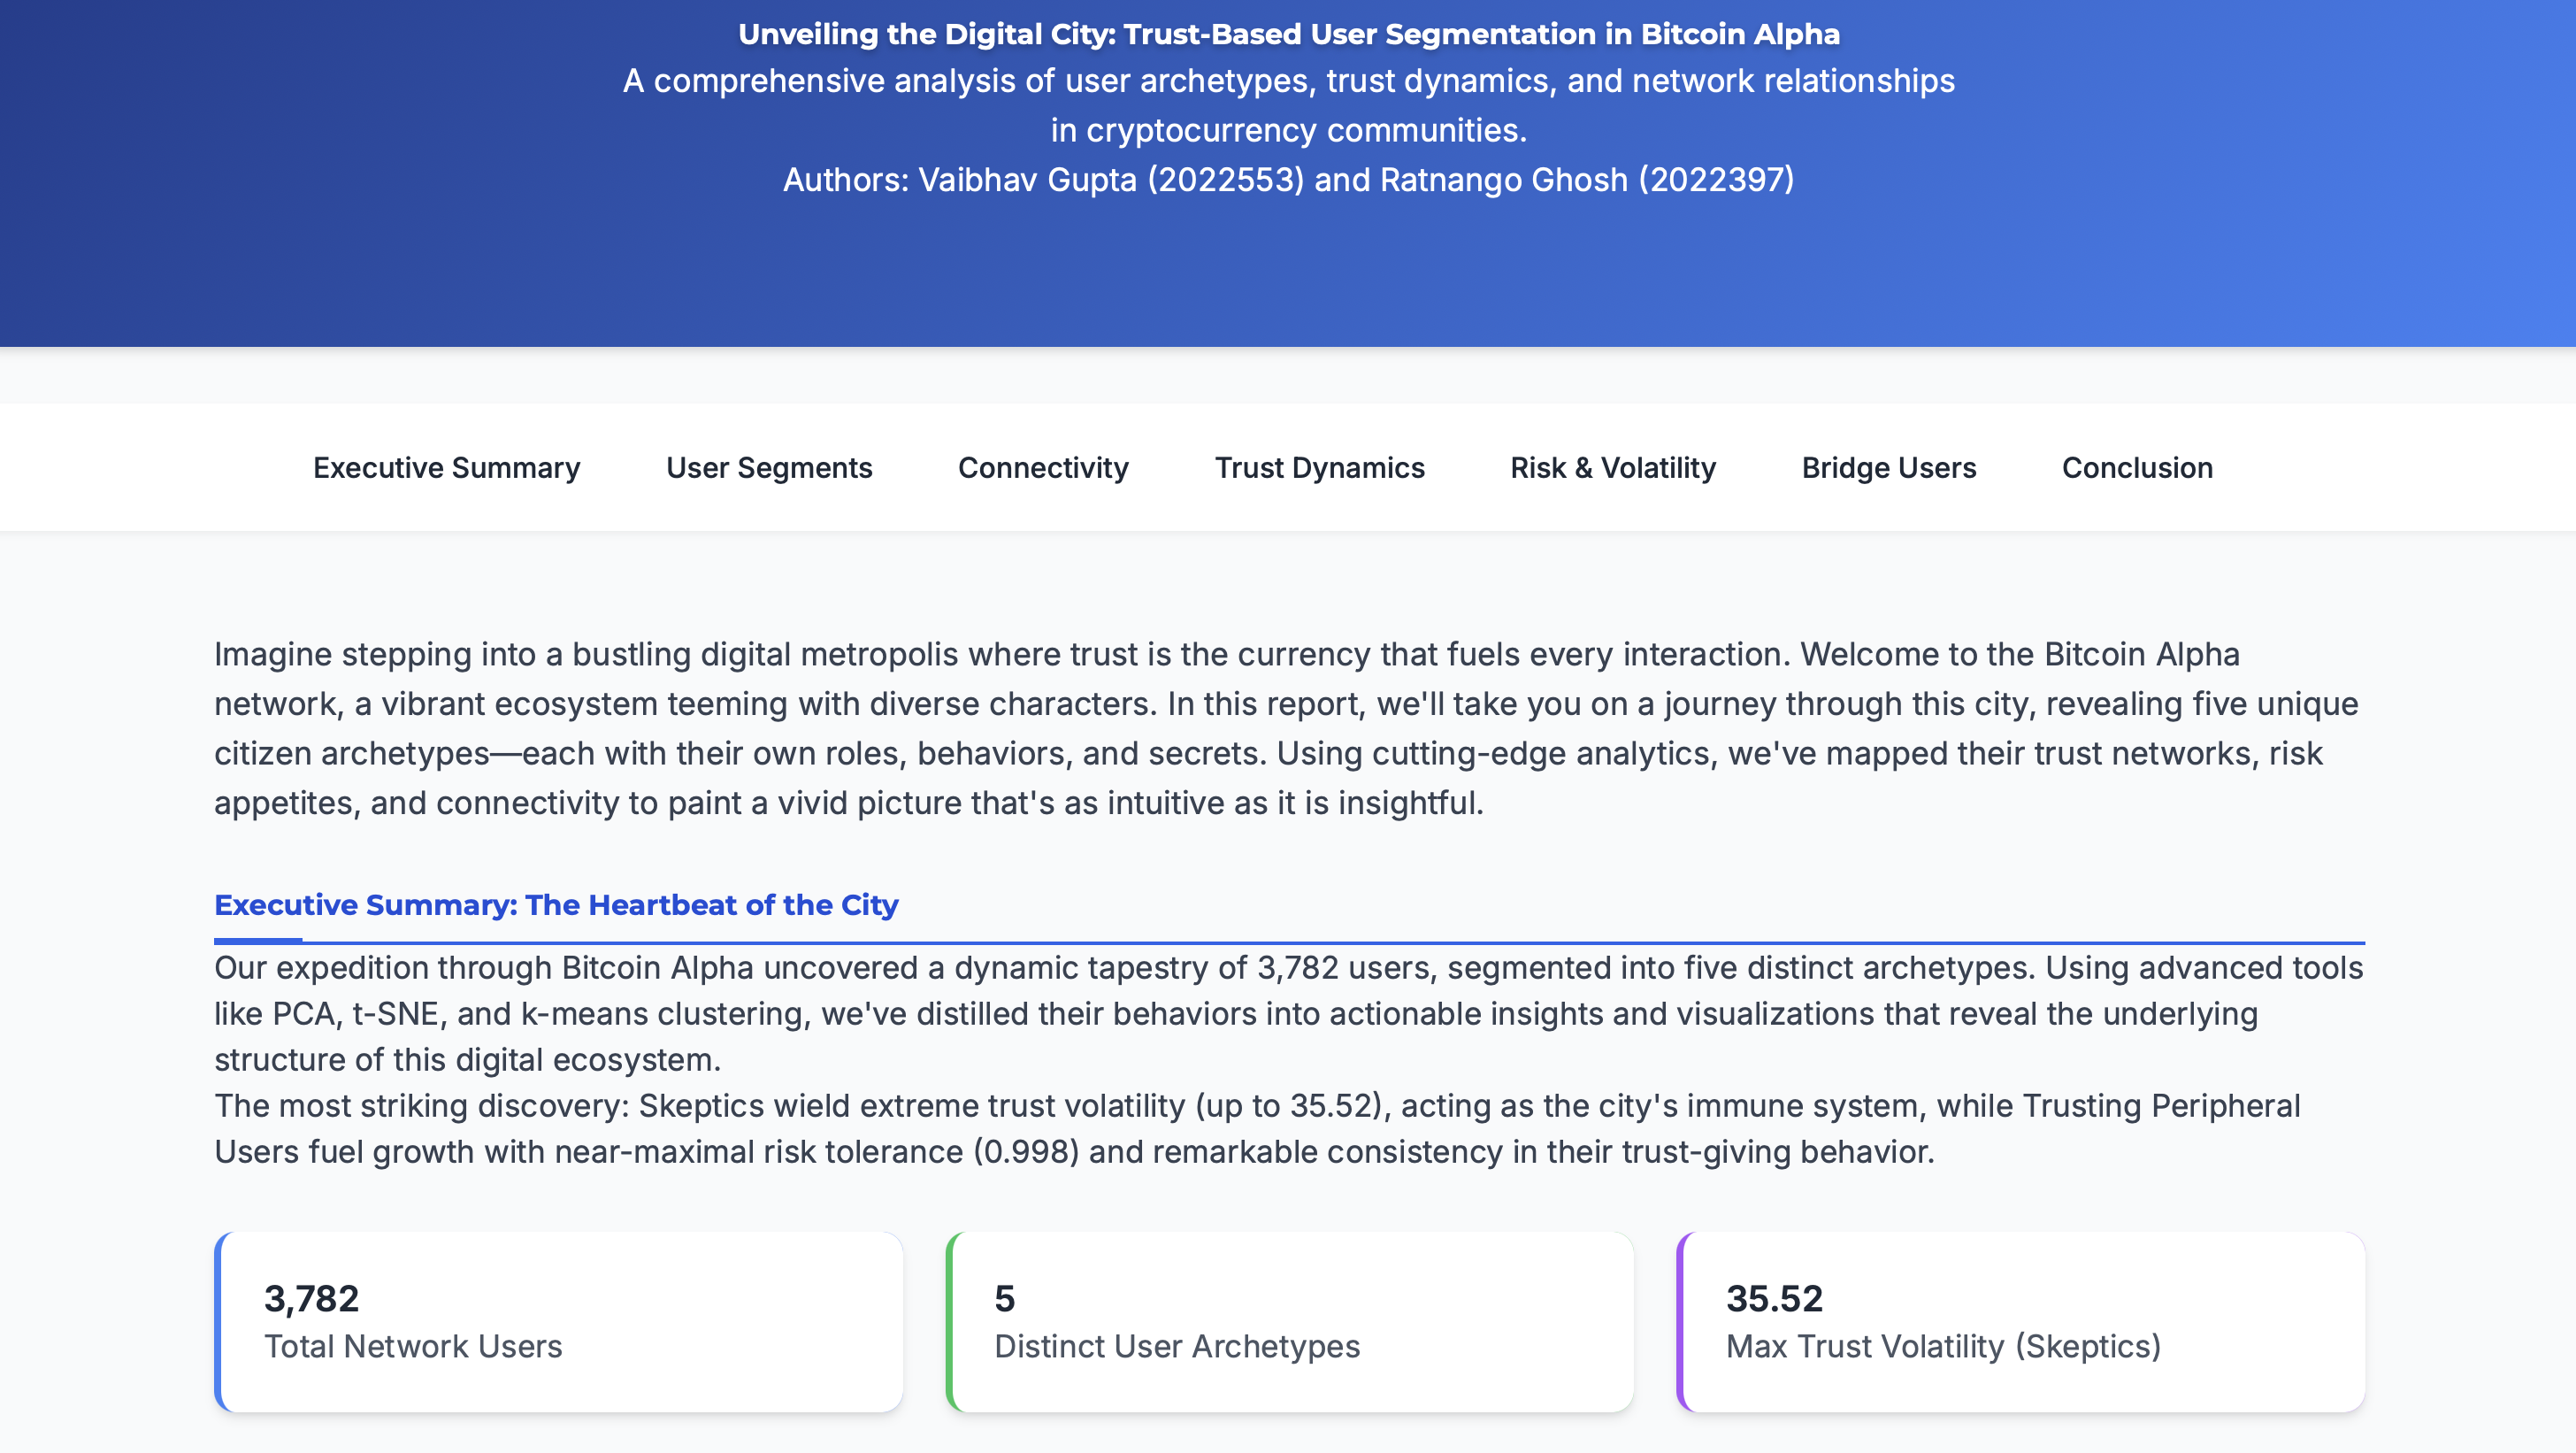 Unveiling the Digital City: Trust-Based User Segmentation in Bitcoin Alpha
A comprehensive analysis of user archetypes, trust dynamics, and network relationships
in cryptocurrency communities.
Authors: Vaibhav Gupta (2022553) and Ratnango Ghosh (2022397)
Executive Summary User Segments Connectivity Trust Dynamics Risk & Volatility Bridge Users Conclusion
Imagine stepping into a bustling digital metropolis where trust is the currency that fuels every interaction. Welcome to the Bitcoin Alpha
network, a vibrant ecosystem teeming with diverse characters. In this report, we'll take you on a journey through this city, revealing five unique
citizen archetypes—each with their own roles, behaviors, and secrets. Using cutting-edge analytics, we've mapped their trust networks, risk
appetites, and connectivity to paint a vivid picture that's as intuitive as it is insightful.
Executive Summary: The Heartbeat of the City
Our expedition through Bitcoin Alpha uncovered a dynamic tapestry of 3,782 users, segmented into five distinct archetypes. Using advanced tools
like PCA, t-SNE, and k-means clustering, we've distilled their behaviors into actionable insights and visualizations that reveal the underlying
structure of this digital ecosystem.
The most striking discovery: Skeptics wield extreme trust volatility (up to 35.52), acting as the city's immune system, while Trusting Peripheral
Users fuel growth with near-maximal risk tolerance (0.998) and remarkable consistency in their trust-giving behavior.
3,782
Total Network Users
5
Distinct User Archetypes
35.52
Max Trust Volatility (Skeptics)